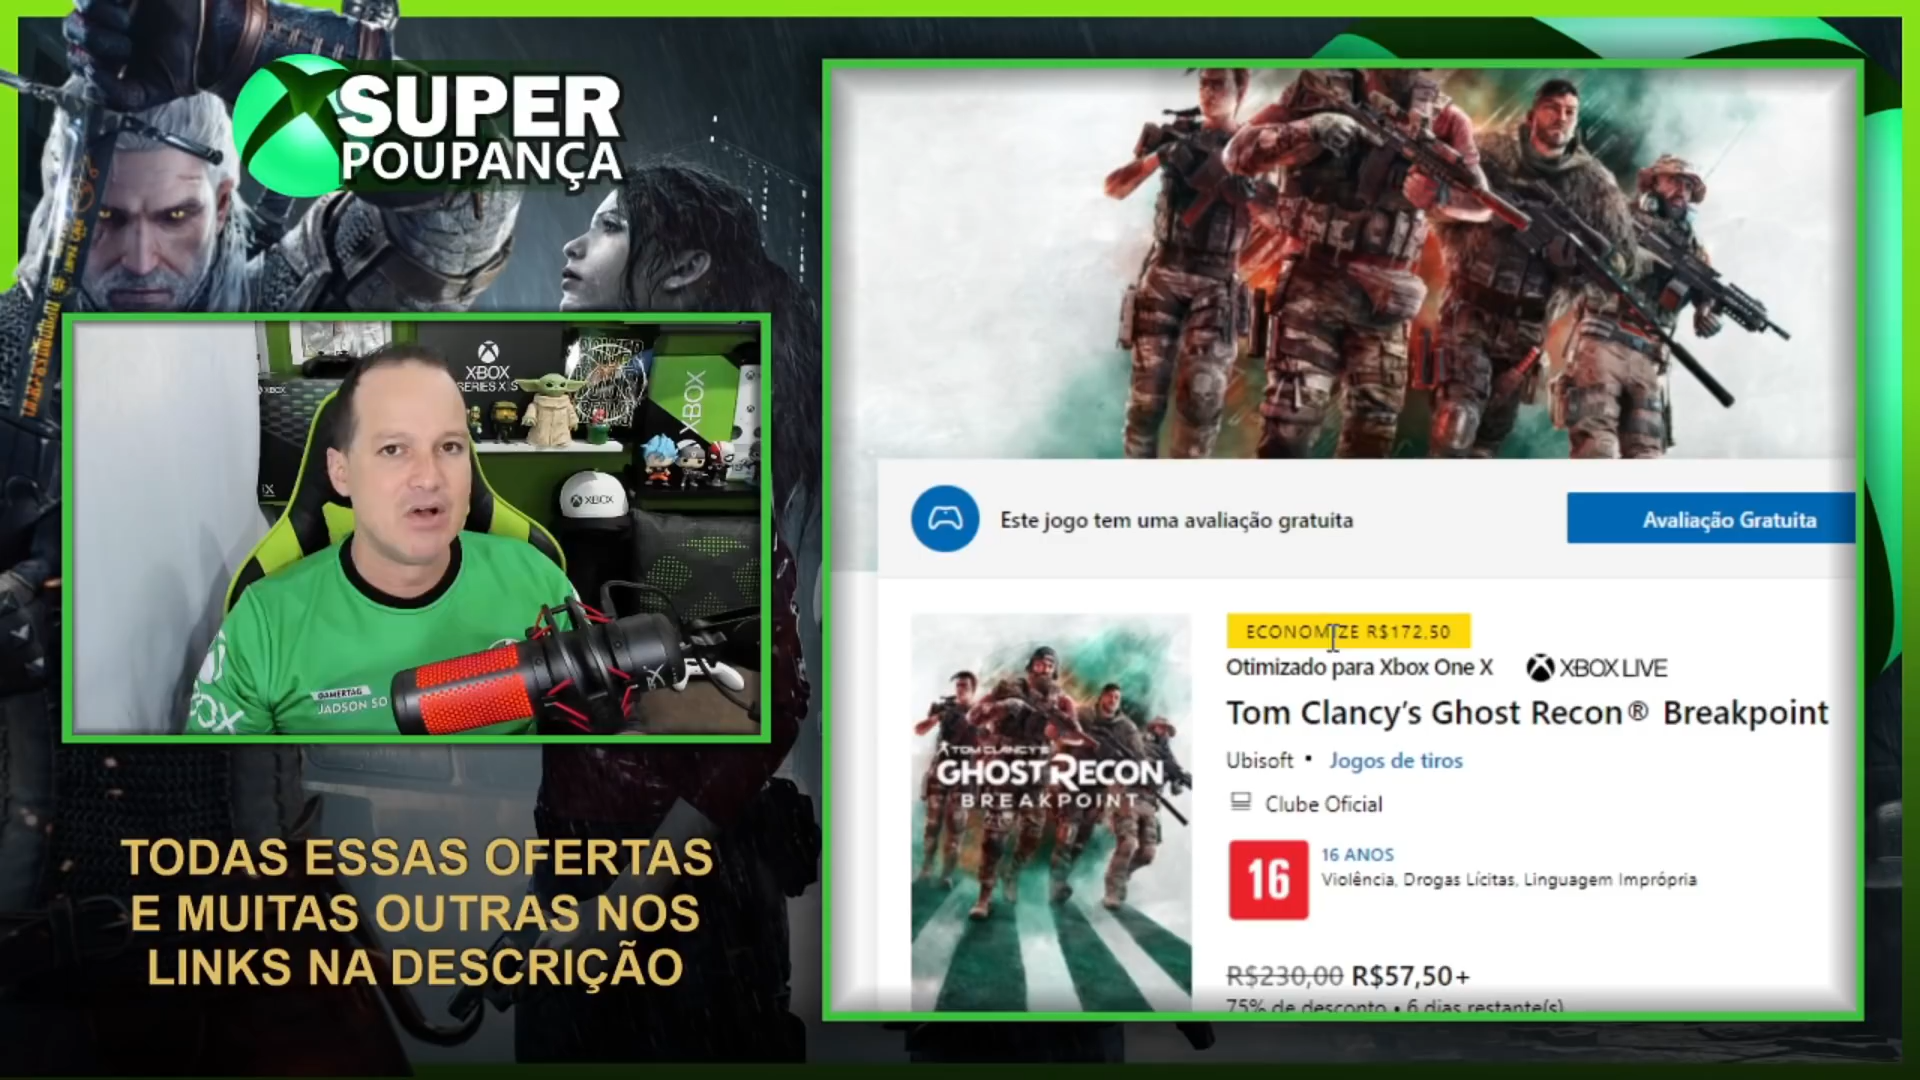 SUPER
POUPANÇA
XBOX
SERIES X|S
XBOX
XBOX
XBOX
GAMERTAG
JADSON SO
TODAS ESSAS OFERTAS
E MUITAS OUTRAS NOS
LINKS NA DESCRIÇÃO
Este jogo tem uma avaliação gratuita
Avaliação Gratuita
TOM CLANCY'S
GHOST RECON
BREAKPOINT
ECONOMIZE R$172,50
Otimizado para Xbox One X
XBOX LIVE
Tom Clancy's Ghost Recon® Breakpoint
Ubisoft • Jogos de tiros
Clube Oficial
16
16 ANOS
Violência, Drogas Lícitas, Linguagem Imprópria
R$230,00 R$57,50+
75% de desconto • 6 dias restante(s)